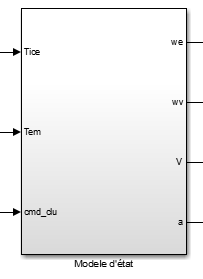 we
Tice
wv
Tem
V
cmd_clu
a
Modele d'état